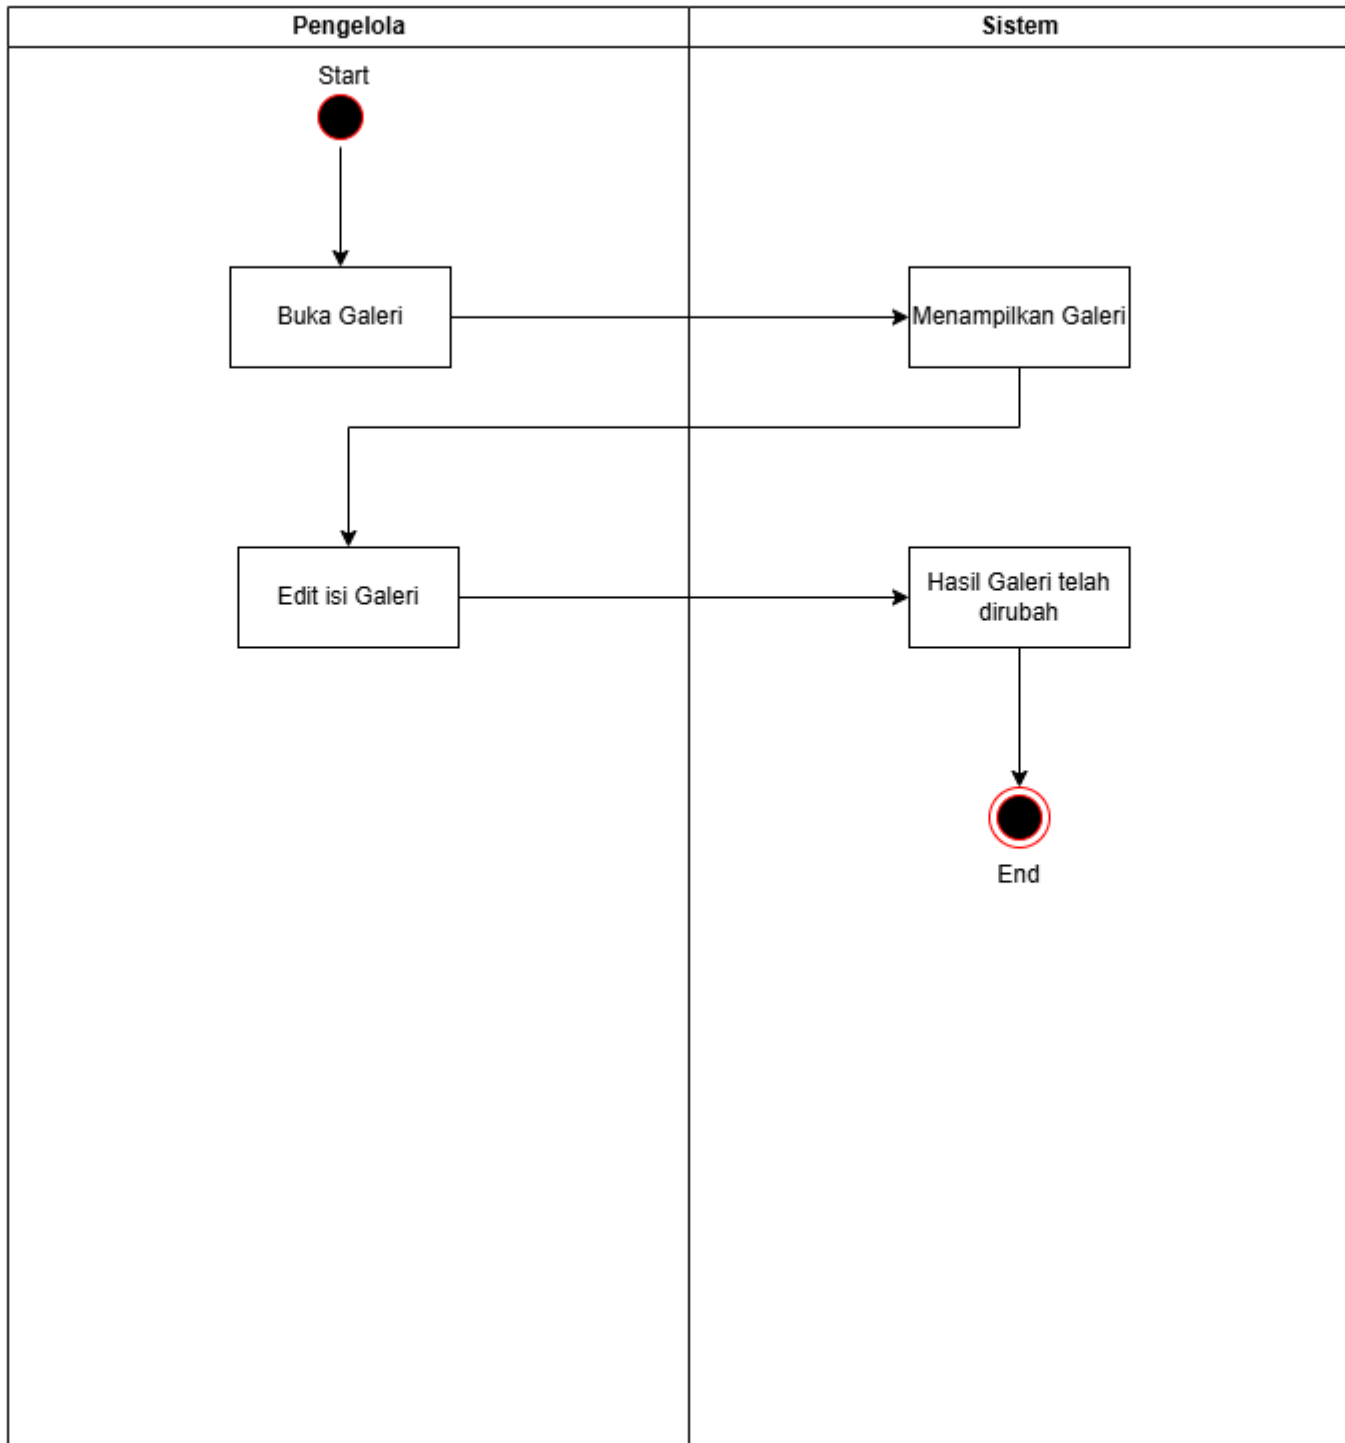 Pengelola
Sistem
Start
Buka Galeri
Menampilkan Galeri
Edit isi Galeri
Hasil Galeri telah
dirubah
End